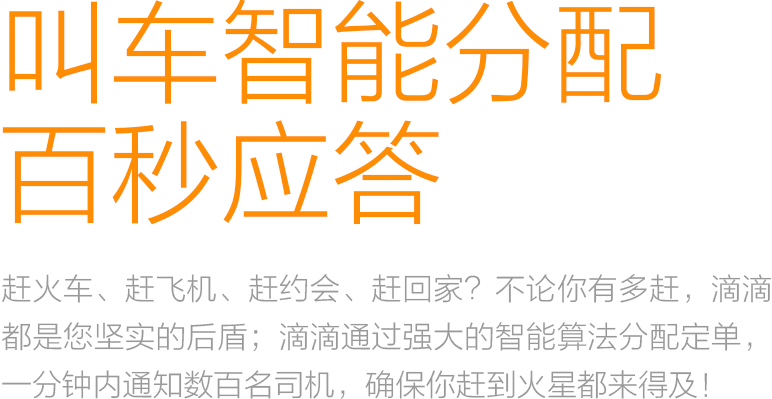 叫车智能分配
百秒应答
赶火车、赶飞机、赶约会、赶回家？不论你有多赶，滴滴
都是您坚实的后盾；滴滴通过强大的智能算法分配定单，
一分钟内通知数百名司机，确保你赶到火星都来得及！